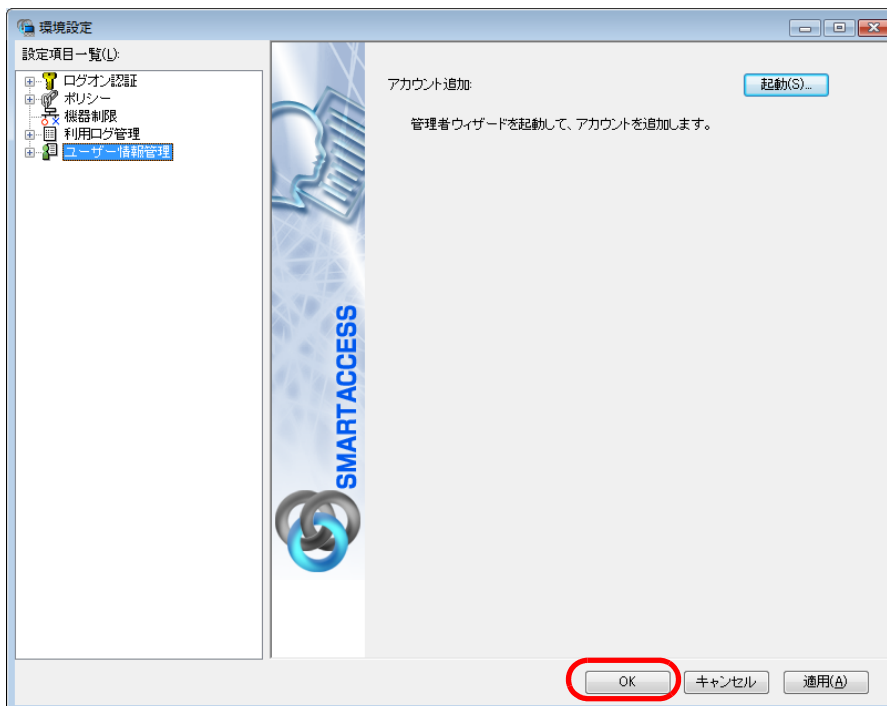 環境設定
設定項目一覧(L):
ログオン認証
ポリシー
機器制限
利用ログ管理
ユーザー情報管理
アカウント追加:
起動(S)...
管理者ウィザードを起動して、アカウントを追加します。
SMARTACCESS
OK
キャンセル
適用(A)